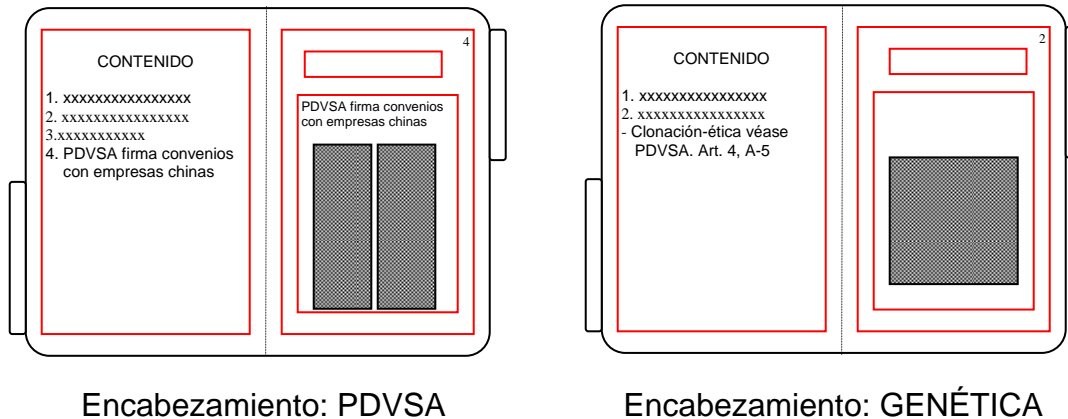 CONTENIDO
1. xxxxxxxxxxxxxxxx
2. xxxxxxxxxxxxxxxx
3.xxxxxxxxxxx
4. PDVSA firma convenios
con empresas chinas
4
PDVSA firma convenios
con empresas chinas
Encabezamiento: PDVSA
CONTENIDO
1. xxxxxxxxxxxxxxxx
2. xxxxxxxxxxxxxxxx
- Clonación-ética véase
PDVSA. Art. 4, A-5
2
Encabezamiento: GENÉTICA